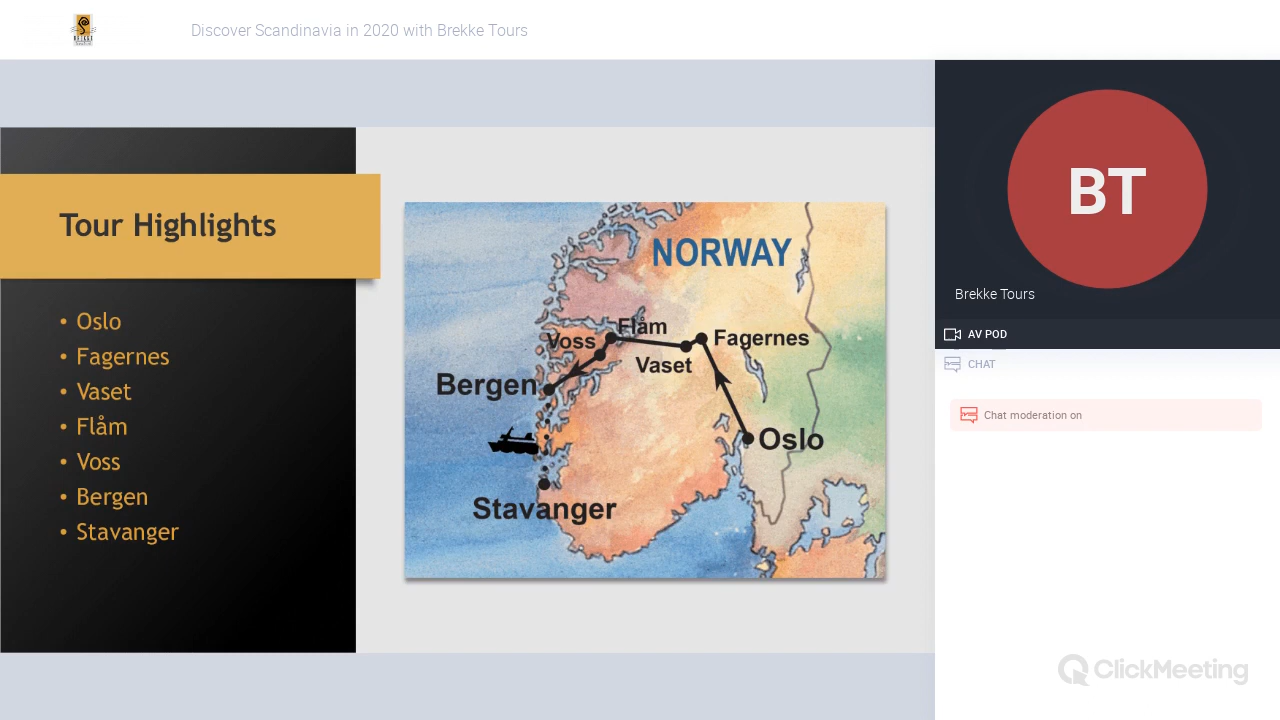 BREKKE
Discover Scandinavia in 2020 with Brekke Tours
Tour Highlights
• Oslo
• Fagernes
• Vaset
• Flåm
• Voss
• Bergen
• Stavanger
NORWAY
Flåm
Voss
Fagernes
Vaset
Bergen
Oslo
Stavanger
BT
Brekke Tours
AV POD
CHAT
Chat moderation on
ClickMeeting